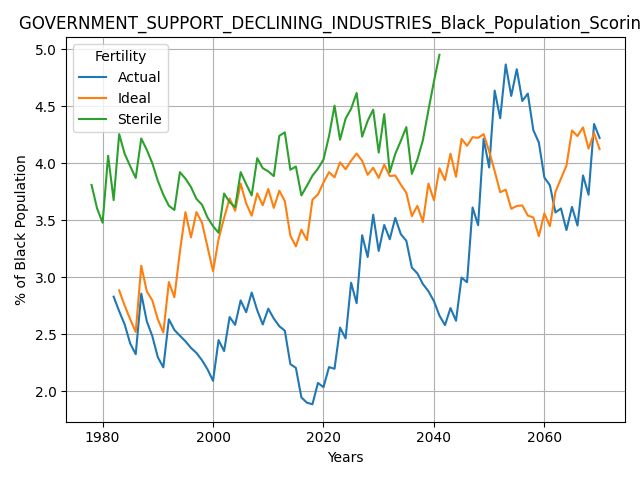 GOVERNMENT_SUPPORT_DECLINING_INDUSTRIES_Black_Population_Scorin
Fertility
Actual
Ideal
Sterile
% of Black Population
5.0
4.5
4.0
3.5
3.0
2.5
2.0
1980 2000 2020 2040 2060
Years